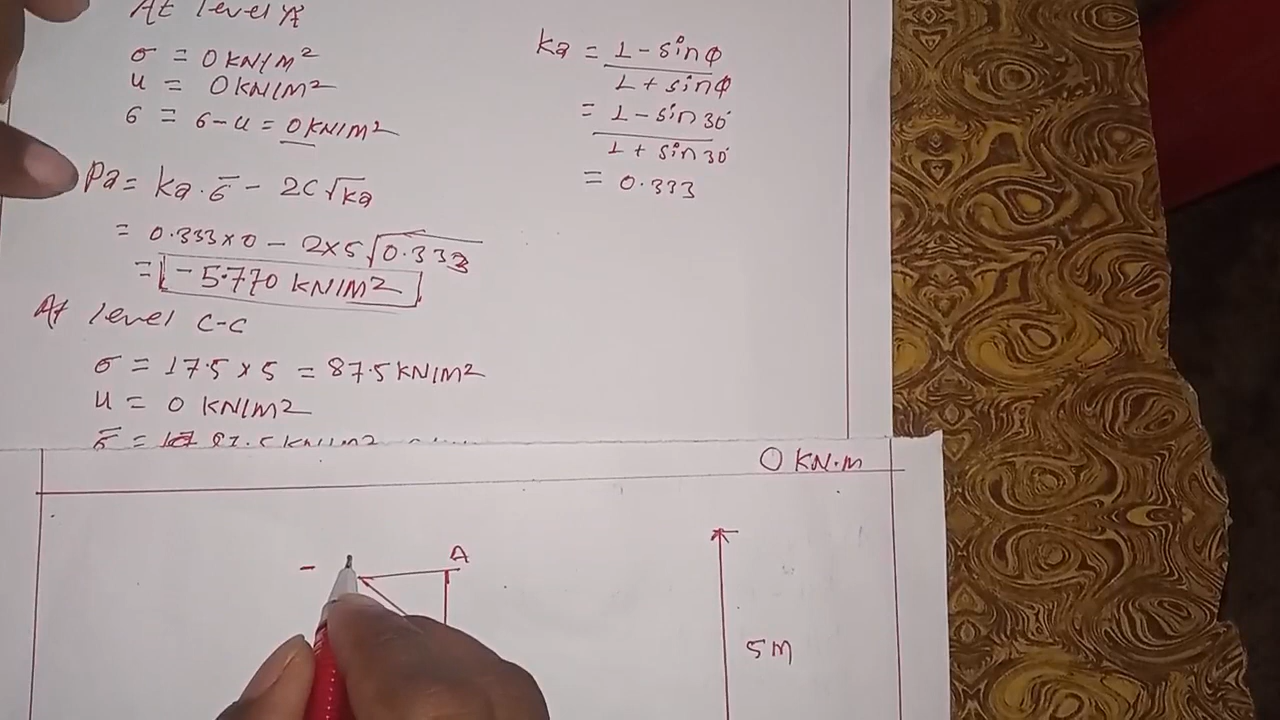 At level A
σ = 0 KN/M²
u = 0 KN/M²
σ = σ - u = 0 KN/M²
Pa = Ka . σ̄ - 2C √Ka
= 0.333 × 0 - 2 × 5 √0.333
= - 5.770 KN/M²
At level C-C
σ = 17.5 × 5 = 87.5 KN/M²
u = 0 KN/M²
Ka = 1 - sin φ
1 + sin φ
= 1 - sin 30°
1 + sin 30°
= 0.333
0 KN.M
-
A
5M